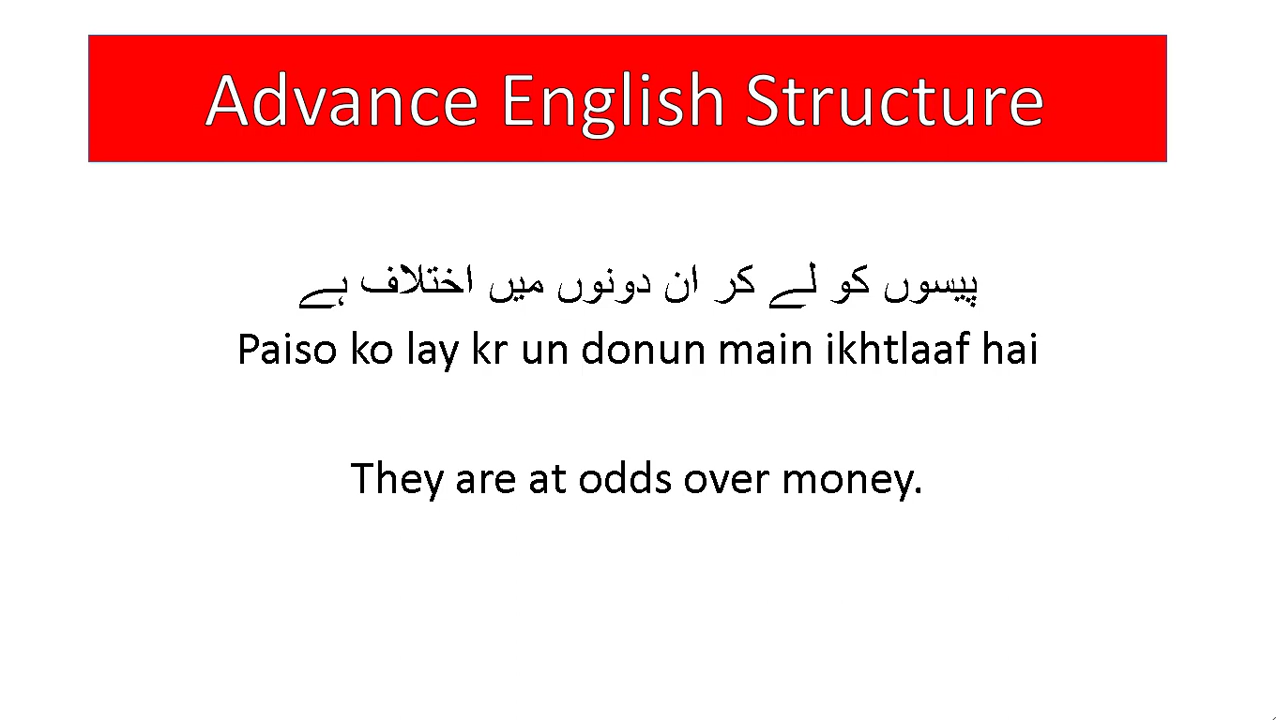 Advance English Structure
پیسوں کو لے کر ان دونوں میں اختلاف ہے
Paiso ko lay kr un donun main ikhtlaaf hai
They are at odds over money.